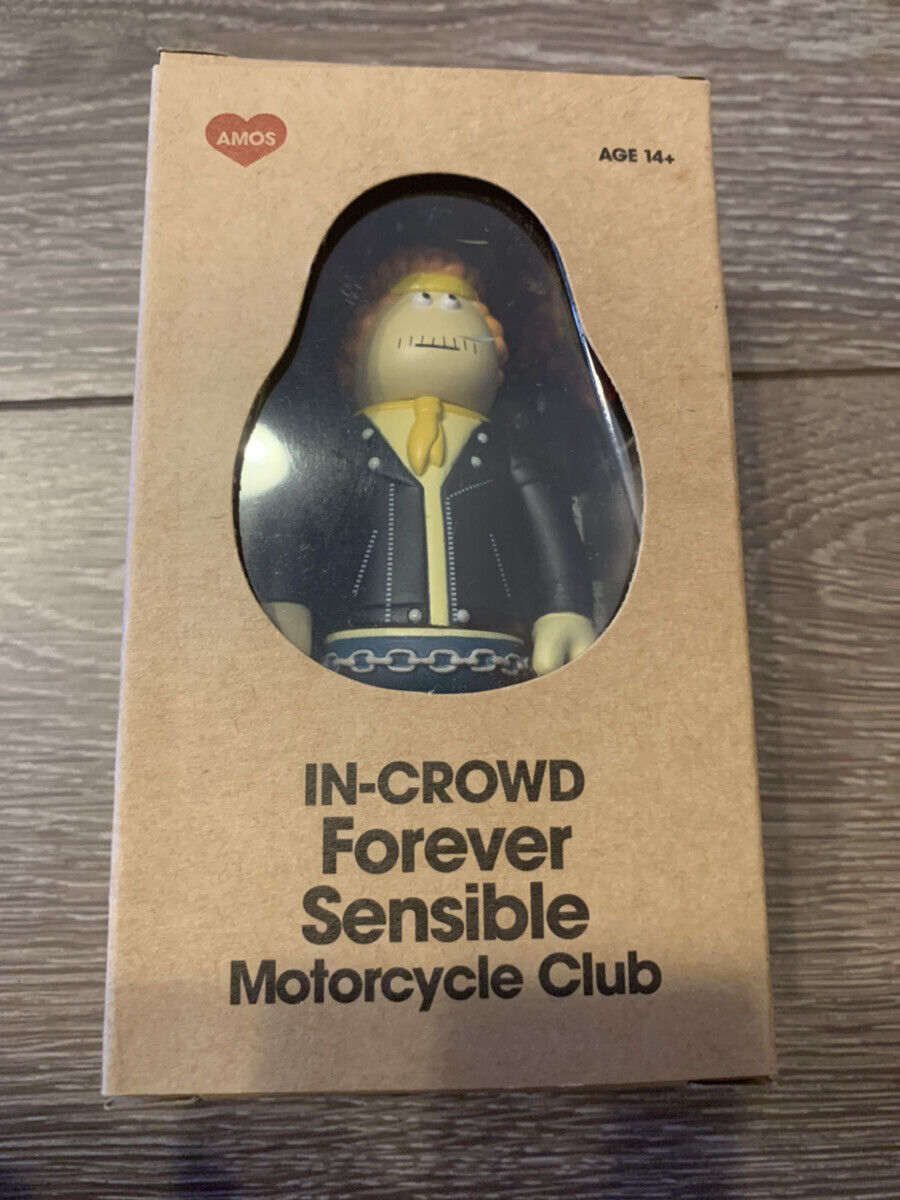 AMOS
AGE 14+
IN-CROWD
Forever
Sensible
Motorcycle Club